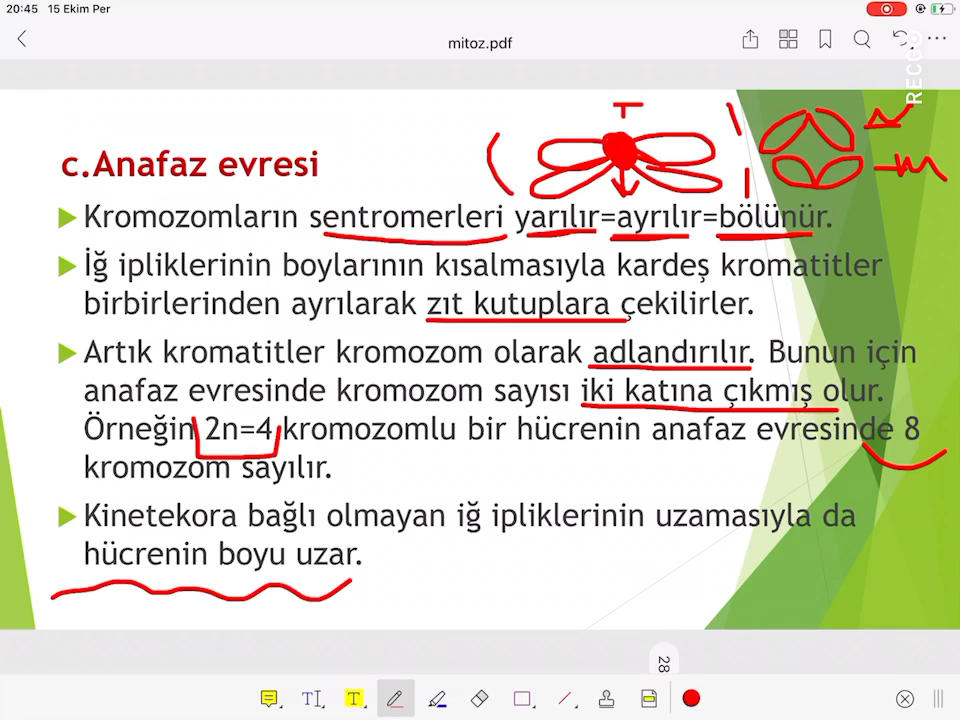 20:45 15 Ekim Per
mitoz.pdf
RECGO
c.Anafaz evresi
Kromozomların sentromerleri yarılır=ayrılır=bölünür.
İğ ipliklerinin boylarının kısalmasıyla kardeş kromatitler
birbirlerinden ayrılarak zıt kutuplara çekilirler.
Artık kromatitler kromozom olarak adlandırılır. Bunun için
anafaz evresinde kromozom sayısı iki katına çıkmış olur.
Örneğin 2n=4 kromozomlu bir hücrenin anafaz evresinde 8
kromozom sayılır.
Kinetekora bağlı olmayan iğ ipliklerinin uzamasıyla da
hücrenin boyu uzar.
28